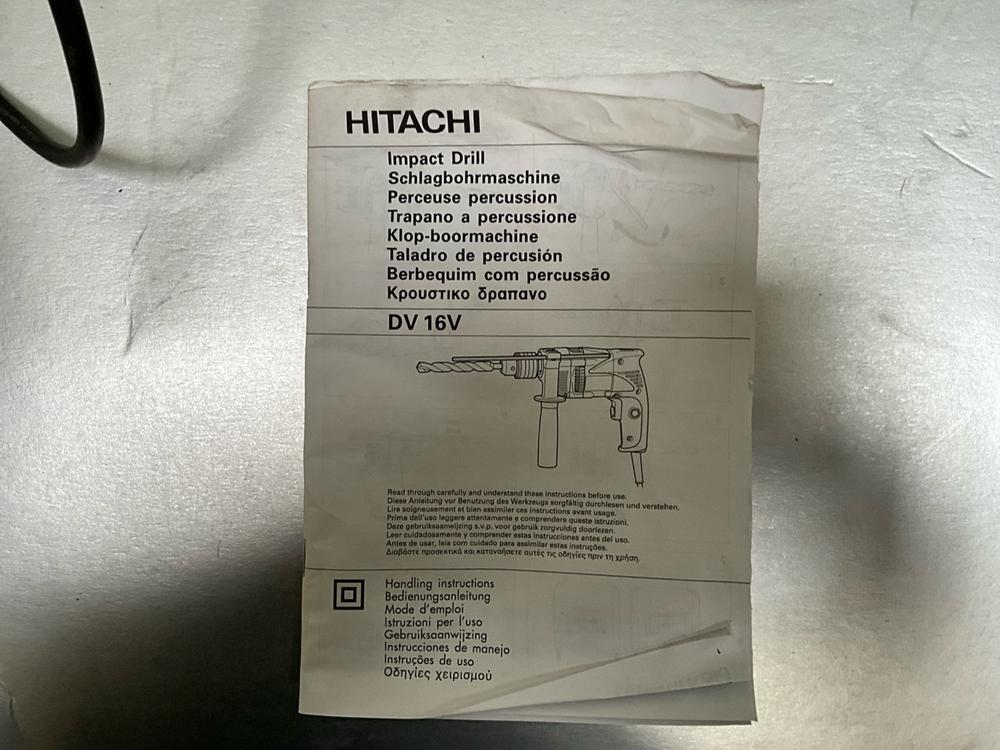 HITACHI
Impact Drill
Schlagbohrmaschine
Perceuse percussion
Trapano a percussione
Klop-boormachine
Taladro de percusión
Berbequim com percussão
Κρουστικο δραπανο
DV 16V
Read through carefully and understand these instructions before use.
Diese Anleitung vor Benutzung des Werkzeugs sorgfältig durchlesen und verstehen.
Lire soigneusement et bien assimiler ces instructions avant usage.
Prima dell'uso leggere attentamente e comprendere queste istruzioni.
Deze gebruiksaanwijzing s.v.p. voor gebruik zorgvuldig doorlezen.
Leer cuidadosamente y comprender estas instrucciones antes del uso.
Antes de usar, leia com cuidado para assimilar estas instruções.
Διαβάστε προσεκτικά και κατανοήσετε αυτές τις οδηγίες πριν τη χρήση.
Handling instructions
Bedienungsanleitung
Mode d'emploi
Istruzioni per l'uso
Gebruiksaanwijzing
Instrucciones de manejo
Instruções de uso
Οδηγίες χειρισμού